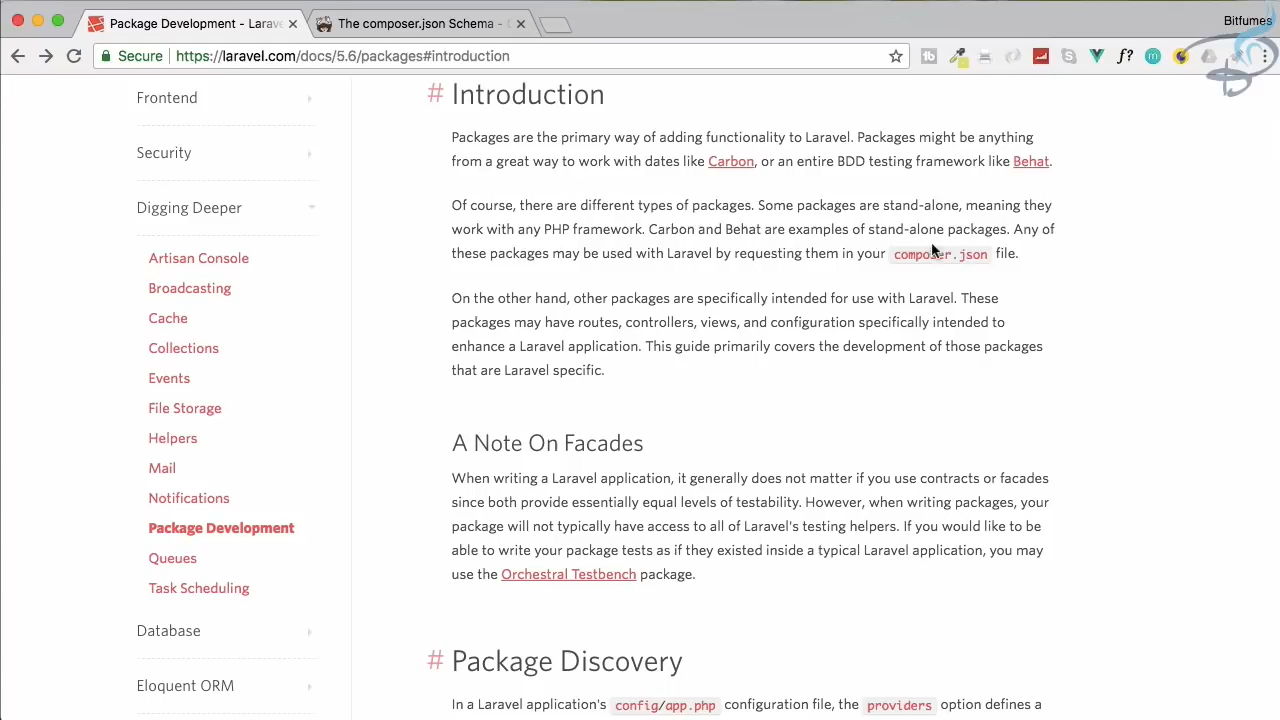 Package Development - Larave
The composer.json Schema - C
Bitfumes
Secure
https://laravel.com/docs/5.6/packages#introduction
f?
Frontend
Security
Digging Deeper
Artisan Console
Broadcasting
Cache
Collections
Events
File Storage
Helpers
Mail
Notifications
Package Development
Queues
Task Scheduling
Database
Eloquent ORM
# Introduction
Packages are the primary way of adding functionality to Laravel. Packages might be anything
from a great way to work with dates like Carbon, or an entire BDD testing framework like Behat.
Of course, there are different types of packages. Some packages are stand-alone, meaning they
work with any PHP framework. Carbon and Behat are examples of stand-alone packages. Any of
these packages may be used with Laravel by requesting them in your composer.json file.
On the other hand, other packages are specifically intended for use with Laravel. These
packages may have routes, controllers, views, and configuration specifically intended to
enhance a Laravel application. This guide primarily covers the development of those packages
that are Laravel specific.
A Note On Facades
When writing a Laravel application, it generally does not matter if you use contracts or facades
since both provide essentially equal levels of testability. However, when writing packages, your
package will not typically have access to all of Laravel's testing helpers. If you would like to be
able to write your package tests as if they existed inside a typical Laravel application, you may
use the Orchestral Testbench package.
# Package Discovery
In a Laravel application's config/app.php configuration file, the providers option defines a